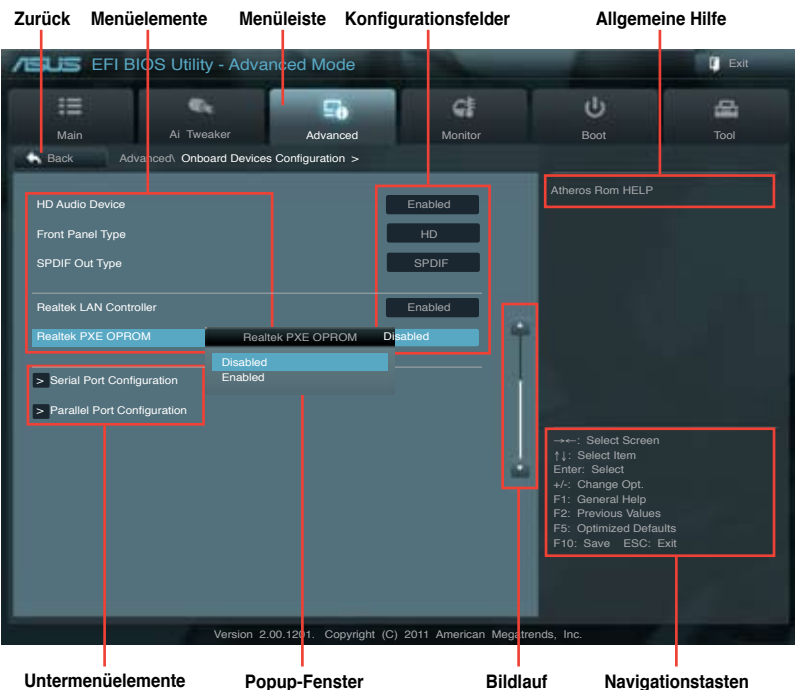 Zurück Menüelemente Menüleiste Konfigurationsfelder Allgemeine Hilfe
ASUS EFI BIOS Utility - Advanced Mode Exit
Main Ai Tweaker Advanced Monitor Boot Tool
Back Advanced\ Onboard Devices Configuration >
Atheros Rom HELP
HD Audio Device Enabled
Front Panel Type HD
SPDIF Out Type SPDIF
Realtek LAN Controller Enabled
Realtek PXE OPROM Realtek PXE OPROM Disabled
Disabled
Enabled
> Serial Port Configuration
> Parallel Port Configuration
→←: Select Screen
↑↓: Select Item
Enter: Select
+/-: Change Opt.
F1: General Help
F2: Previous Values
F5: Optimized Defaults
F10: Save ESC: Exit
Version 2.00.1201. Copyright (C) 2011 American Megatrends, Inc.
Untermenüelemente Popup-Fenster Bildlauf Navigationstasten